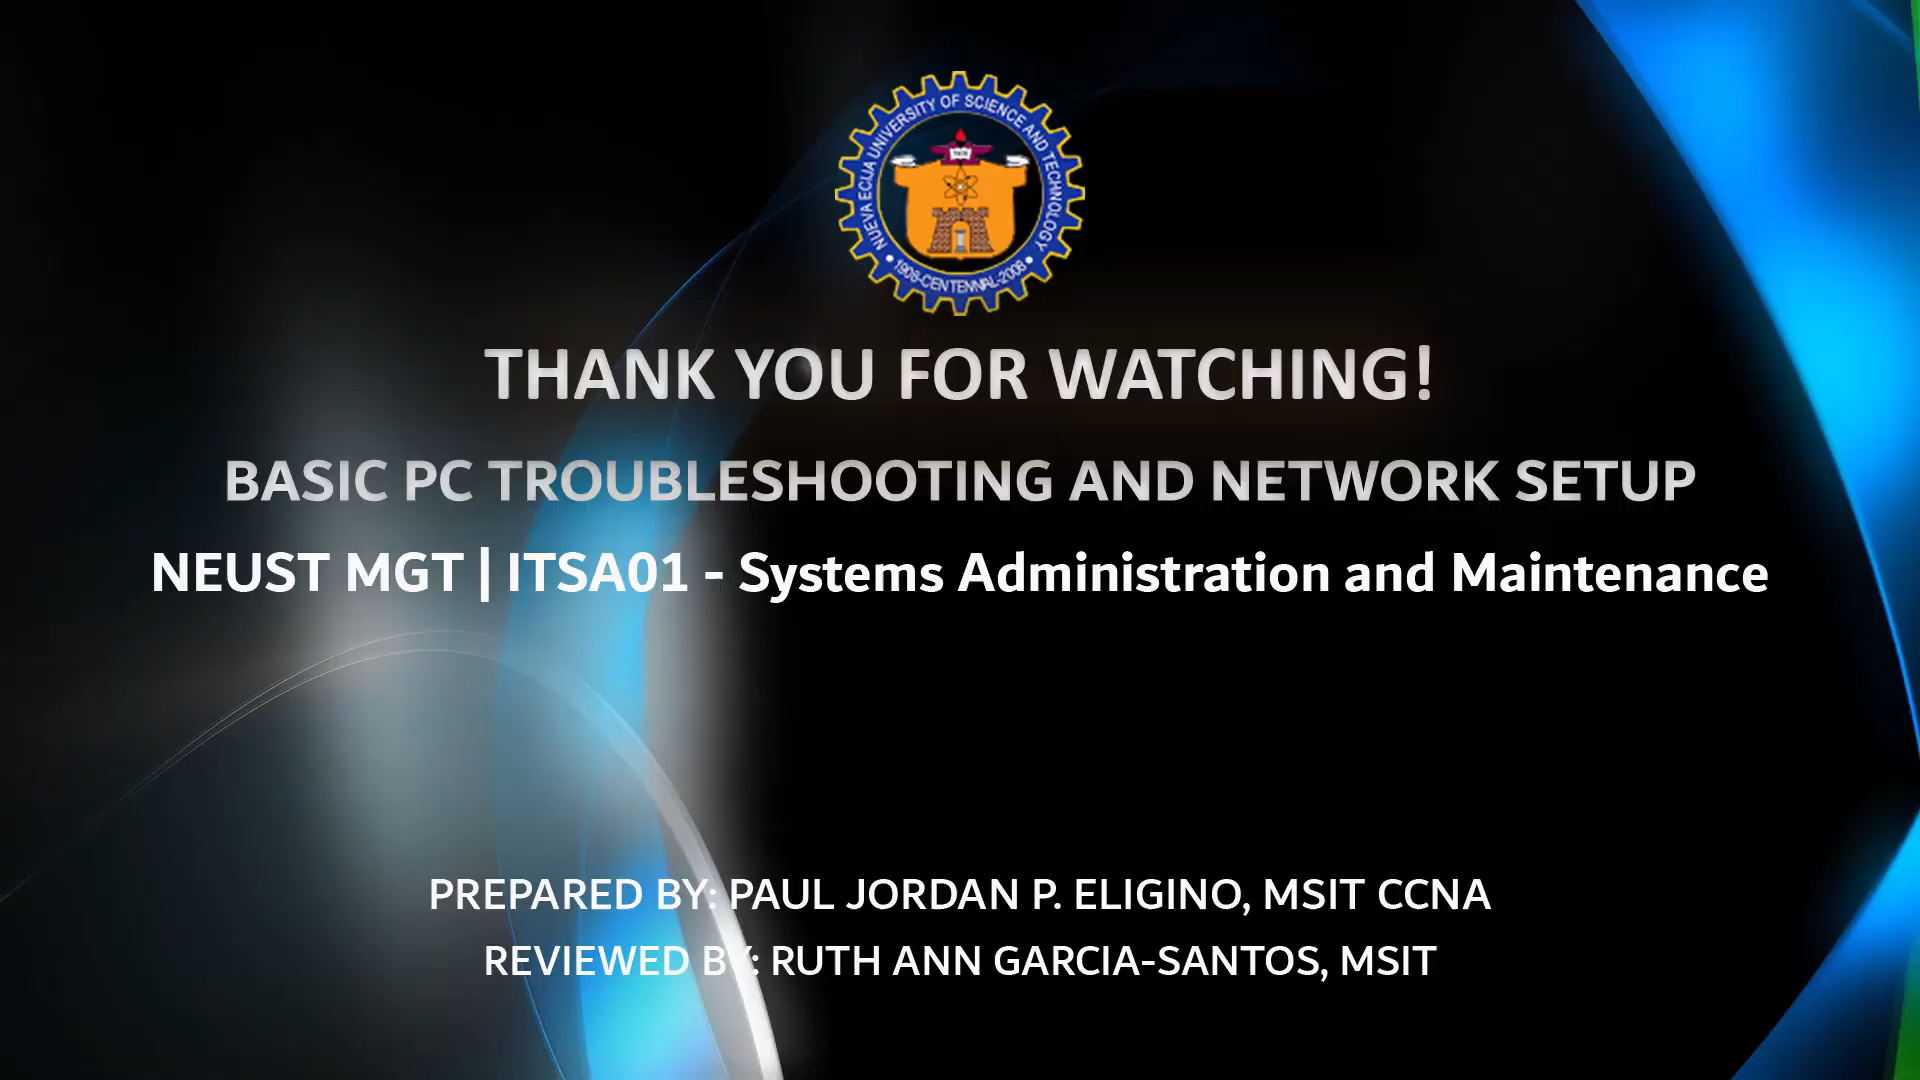 NUEVA ECIJA UNIVERSITY OF SCIENCE AND TECHNOLOGY
1908-CENTENNIAL-2008
THANK YOU FOR WATCHING!
BASIC PC TROUBLESHOOTING AND NETWORK SETUP
NEUST MGT | ITSA01 - Systems Administration and Maintenance
PREPARED BY: PAUL JORDAN P. ELIGINO, MSIT CCNA
REVIEWED BY: RUTH ANN GARCIA-SANTOS, MSIT